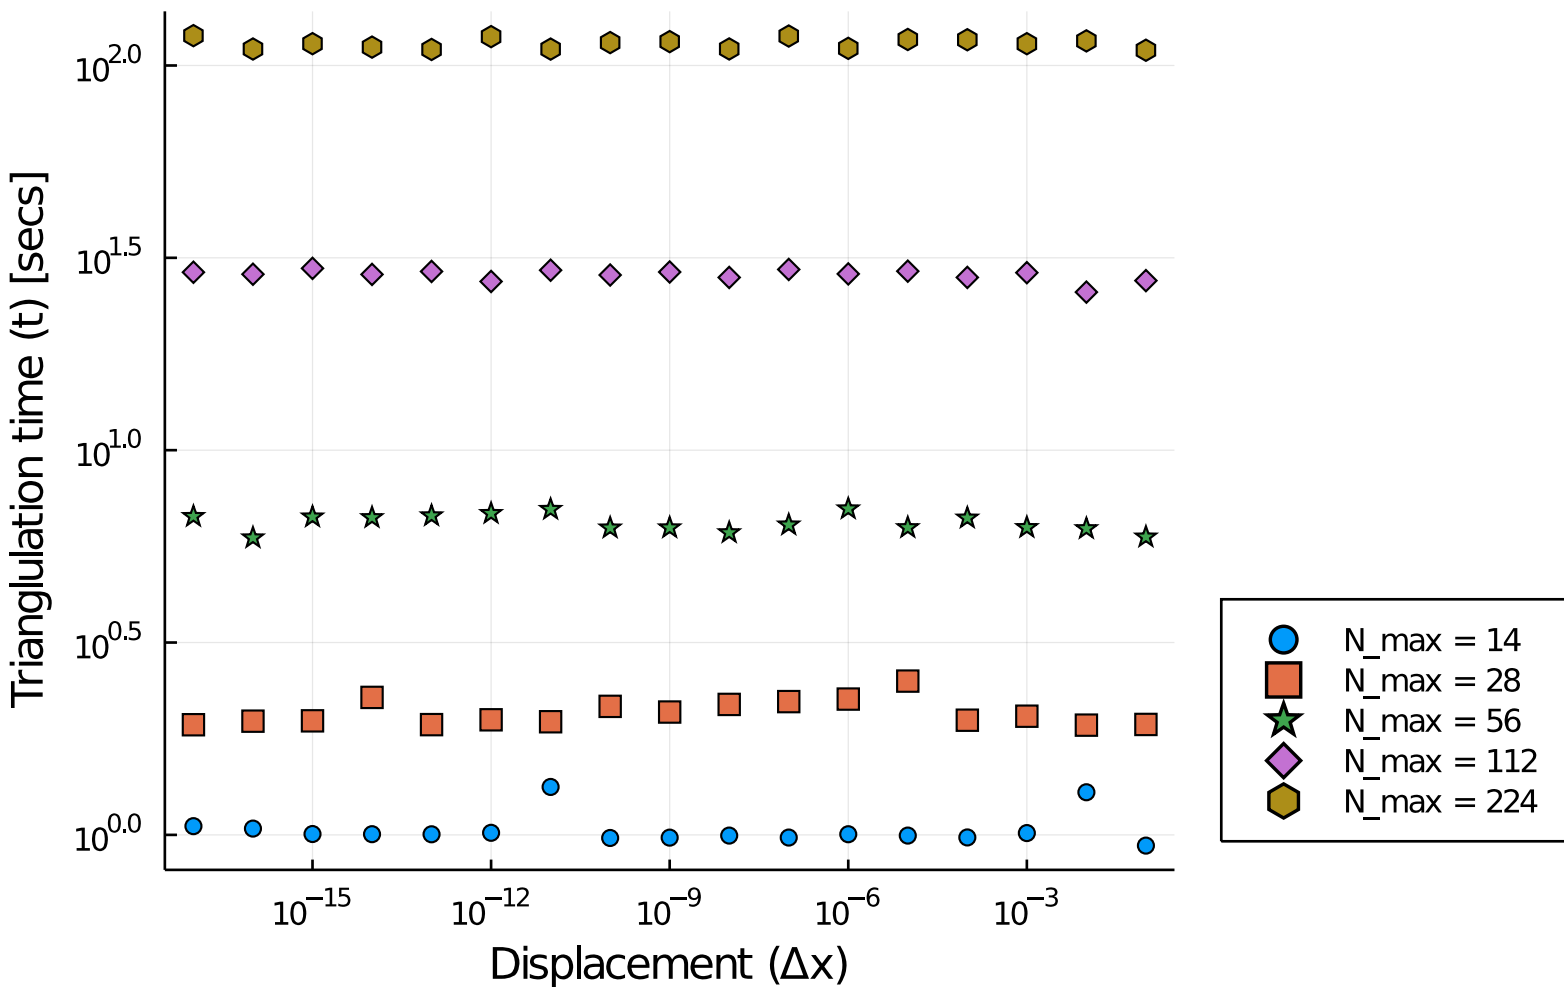 Trianglulation time (t) [secs]
10^2.0
10^1.5
10^1.0
10^0.5
10^0.0
10^−15 10^−12 10^−9 10^−6 10^−3
Displacement (Δx)
N_max = 14
N_max = 28
N_max = 56
N_max = 112
N_max = 224